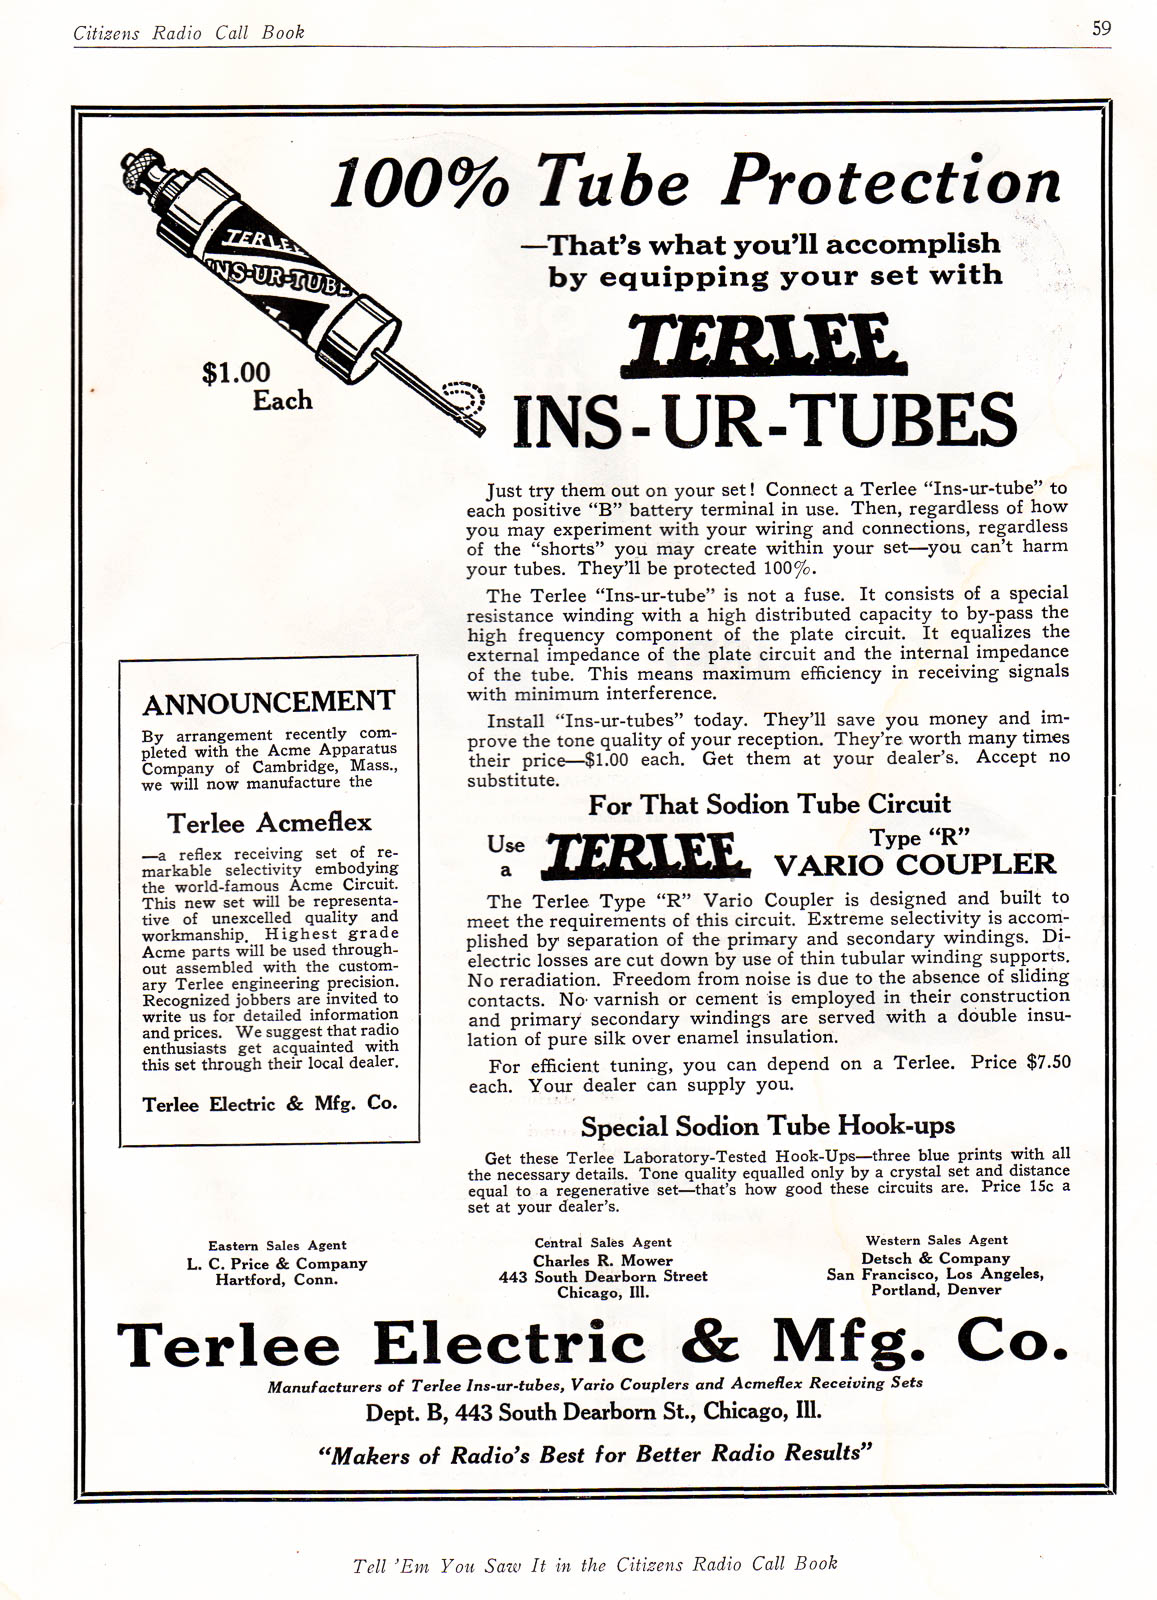 Citizens Radio Call Book
59
100% Tube Protection
—That's what you'll accomplish
by equipping your set with
TERLEE
INS-UR-TUBES
TERLEE
INS-UR-TUBE
$1.00
Each
Just try them out on your set! Connect a Terlee “Ins-ur-tube” to
each positive “B” battery terminal in use. Then, regardless of how
you may experiment with your wiring and connections, regardless
of the “shorts” you may create within your set—you can't harm
your tubes. They'll be protected 100%.
The Terlee “Ins-ur-tube” is not a fuse. It consists of a special
resistance winding with a high distributed capacity to by-pass the
high frequency component of the plate circuit. It equalizes the
external impedance of the plate circuit and the internal impedance
of the tube. This means maximum efficiency in receiving signals
with minimum interference.
Install “Ins-ur-tubes” today. They'll save you money and im-
prove the tone quality of your reception. They're worth many times
their price—$1.00 each. Get them at your dealer's. Accept no
substitute.
ANNOUNCEMENT
By arrangement recently com-
pleted with the Acme Apparatus
Company of Cambridge, Mass.,
we will now manufacture the
Terlee Acmeflex
—a reflex receiving set of re-
markable selectivity embodying
the world-famous Acme Circuit.
This new set will be representa-
tive of unexcelled quality and
workmanship. Highest grade
Acme parts will be used through-
out assembled with the custom-
ary Terlee engineering precision.
Recognized jobbers are invited to
write us for detailed information
and prices. We suggest that radio
enthusiasts get acquainted with
this set through their local dealer.
Terlee Electric & Mfg. Co.
For That Sodion Tube Circuit
Use
a
TERLEE
Type “R”
VARIO COUPLER
The Terlee Type “R” Vario Coupler is designed and built to
meet the requirements of this circuit. Extreme selectivity is accom-
plished by separation of the primary and secondary windings. Di-
electric losses are cut down by use of thin tubular winding supports.
No reradiation. Freedom from noise is due to the absence of sliding
contacts. No varnish or cement is employed in their construction
and primary secondary windings are served with a double insu-
lation of pure silk over enamel insulation.
For efficient tuning, you can depend on a Terlee. Price $7.50
each. Your dealer can supply you.
Special Sodion Tube Hook-ups
Get these Terlee Laboratory-Tested Hook-Ups—three blue prints with all
the necessary details. Tone quality equalled only by a crystal set and distance
equal to a regenerative set—that's how good these circuits are. Price 15c a
set at your dealer's.
Eastern Sales Agent
L. C. Price & Company
Hartford, Conn.
Central Sales Agent
Charles R. Mower
443 South Dearborn Street
Chicago, Ill.
Western Sales Agent
Detsch & Company
San Francisco, Los Angeles,
Portland, Denver
Terlee Electric & Mfg. Co.
Manufacturers of Terlee Ins-ur-tubes, Vario Couplers and Acmeflex Receiving Sets
Dept. B, 443 South Dearborn St., Chicago, Ill.
“Makers of Radio's Best for Better Radio Results”
Tell 'Em You Saw It in the Citizens Radio Call Book